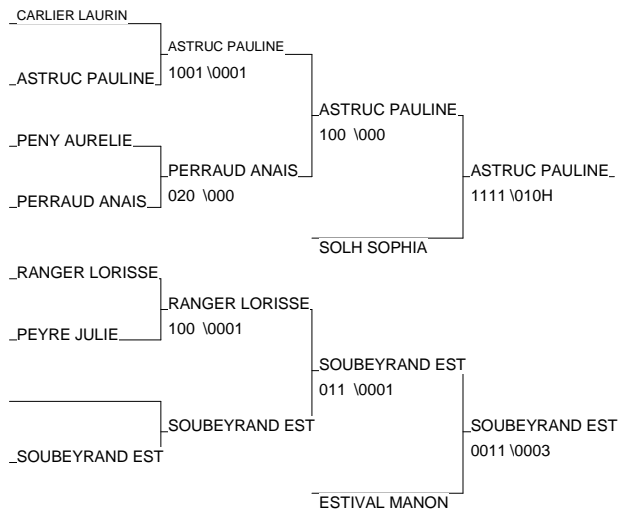 CARLIER LAURIN
ASTRUC PAULINE
1001 \0001
ASTRUC PAULINE
ASTRUC PAULINE
100 \000
PENY AURELIE
PERRAUD ANAIS
020 \000
ASTRUC PAULINE
1111 \010H
PERRAUD ANAIS
SOLH SOPHIA
RANGER LORISSE
RANGER LORISSE
100 \0001
PEYRE JULIE
SOUBEYRAND EST
011 \0001
SOUBEYRAND EST
SOUBEYRAND EST
0011 \0003
SOUBEYRAND EST
ESTIVAL MANON